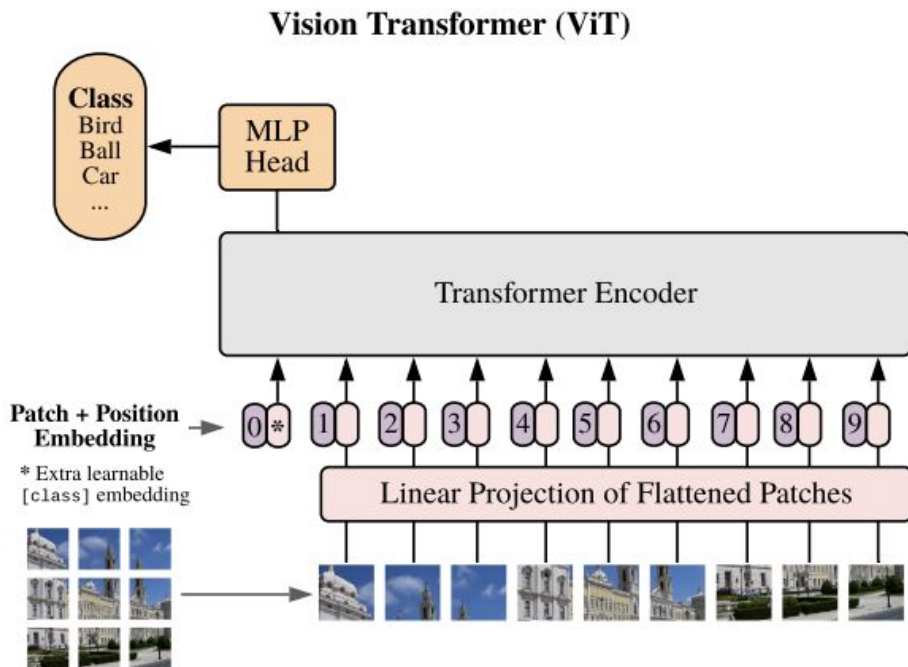 Vision Transformer (ViT)
Class
Bird
Ball
Car
...
MLP
Head
Transformer Encoder
Patch + Position
Embedding
0 * 1 2 3 4 5 6 7 8 9
* Extra learnable
[class] embedding
Linear Projection of Flattened Patches